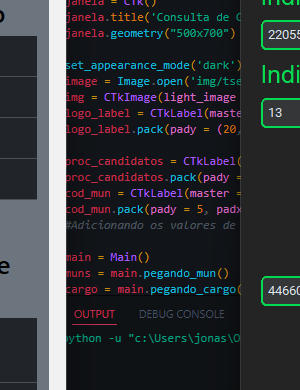 o
janela = CTk()
janela.title('Consulta de C
janela.geometry("500x700")
set_appearance_mode('dark')
image = Image.open('img/tse
img = CTkImage(light_image
logo_label = CTkLabel(maste
logo_label.pack(pady = (20,
proc_candidatos = CTkLabel(
proc_candidatos.pack(pady =
cod_mun = CTkLabel(master =
cod_mun.pack(pady = 5, padx
#Adicionando os valores de
main = Main()
muns = main.pegando_mun()
cargo = main.pegando_cargo(
OUTPUT DEBUG CONSOLE
python -u "c:\Users\jonas\O
e
Indi
22055
Indi
13
44660